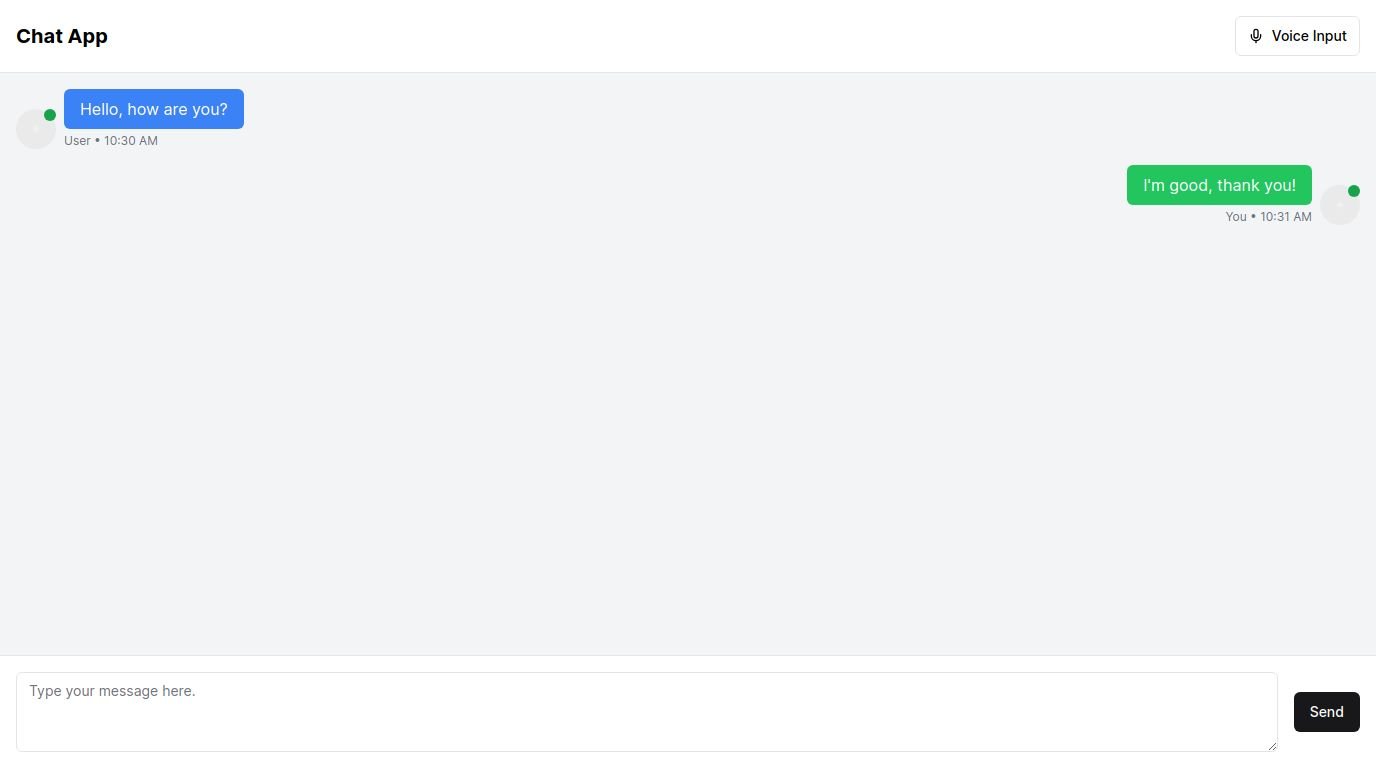 Chat App
Voice Input
Hello, how are you?
User • 10:30 AM
I'm good, thank you!
You • 10:31 AM
Type your message here.
Send